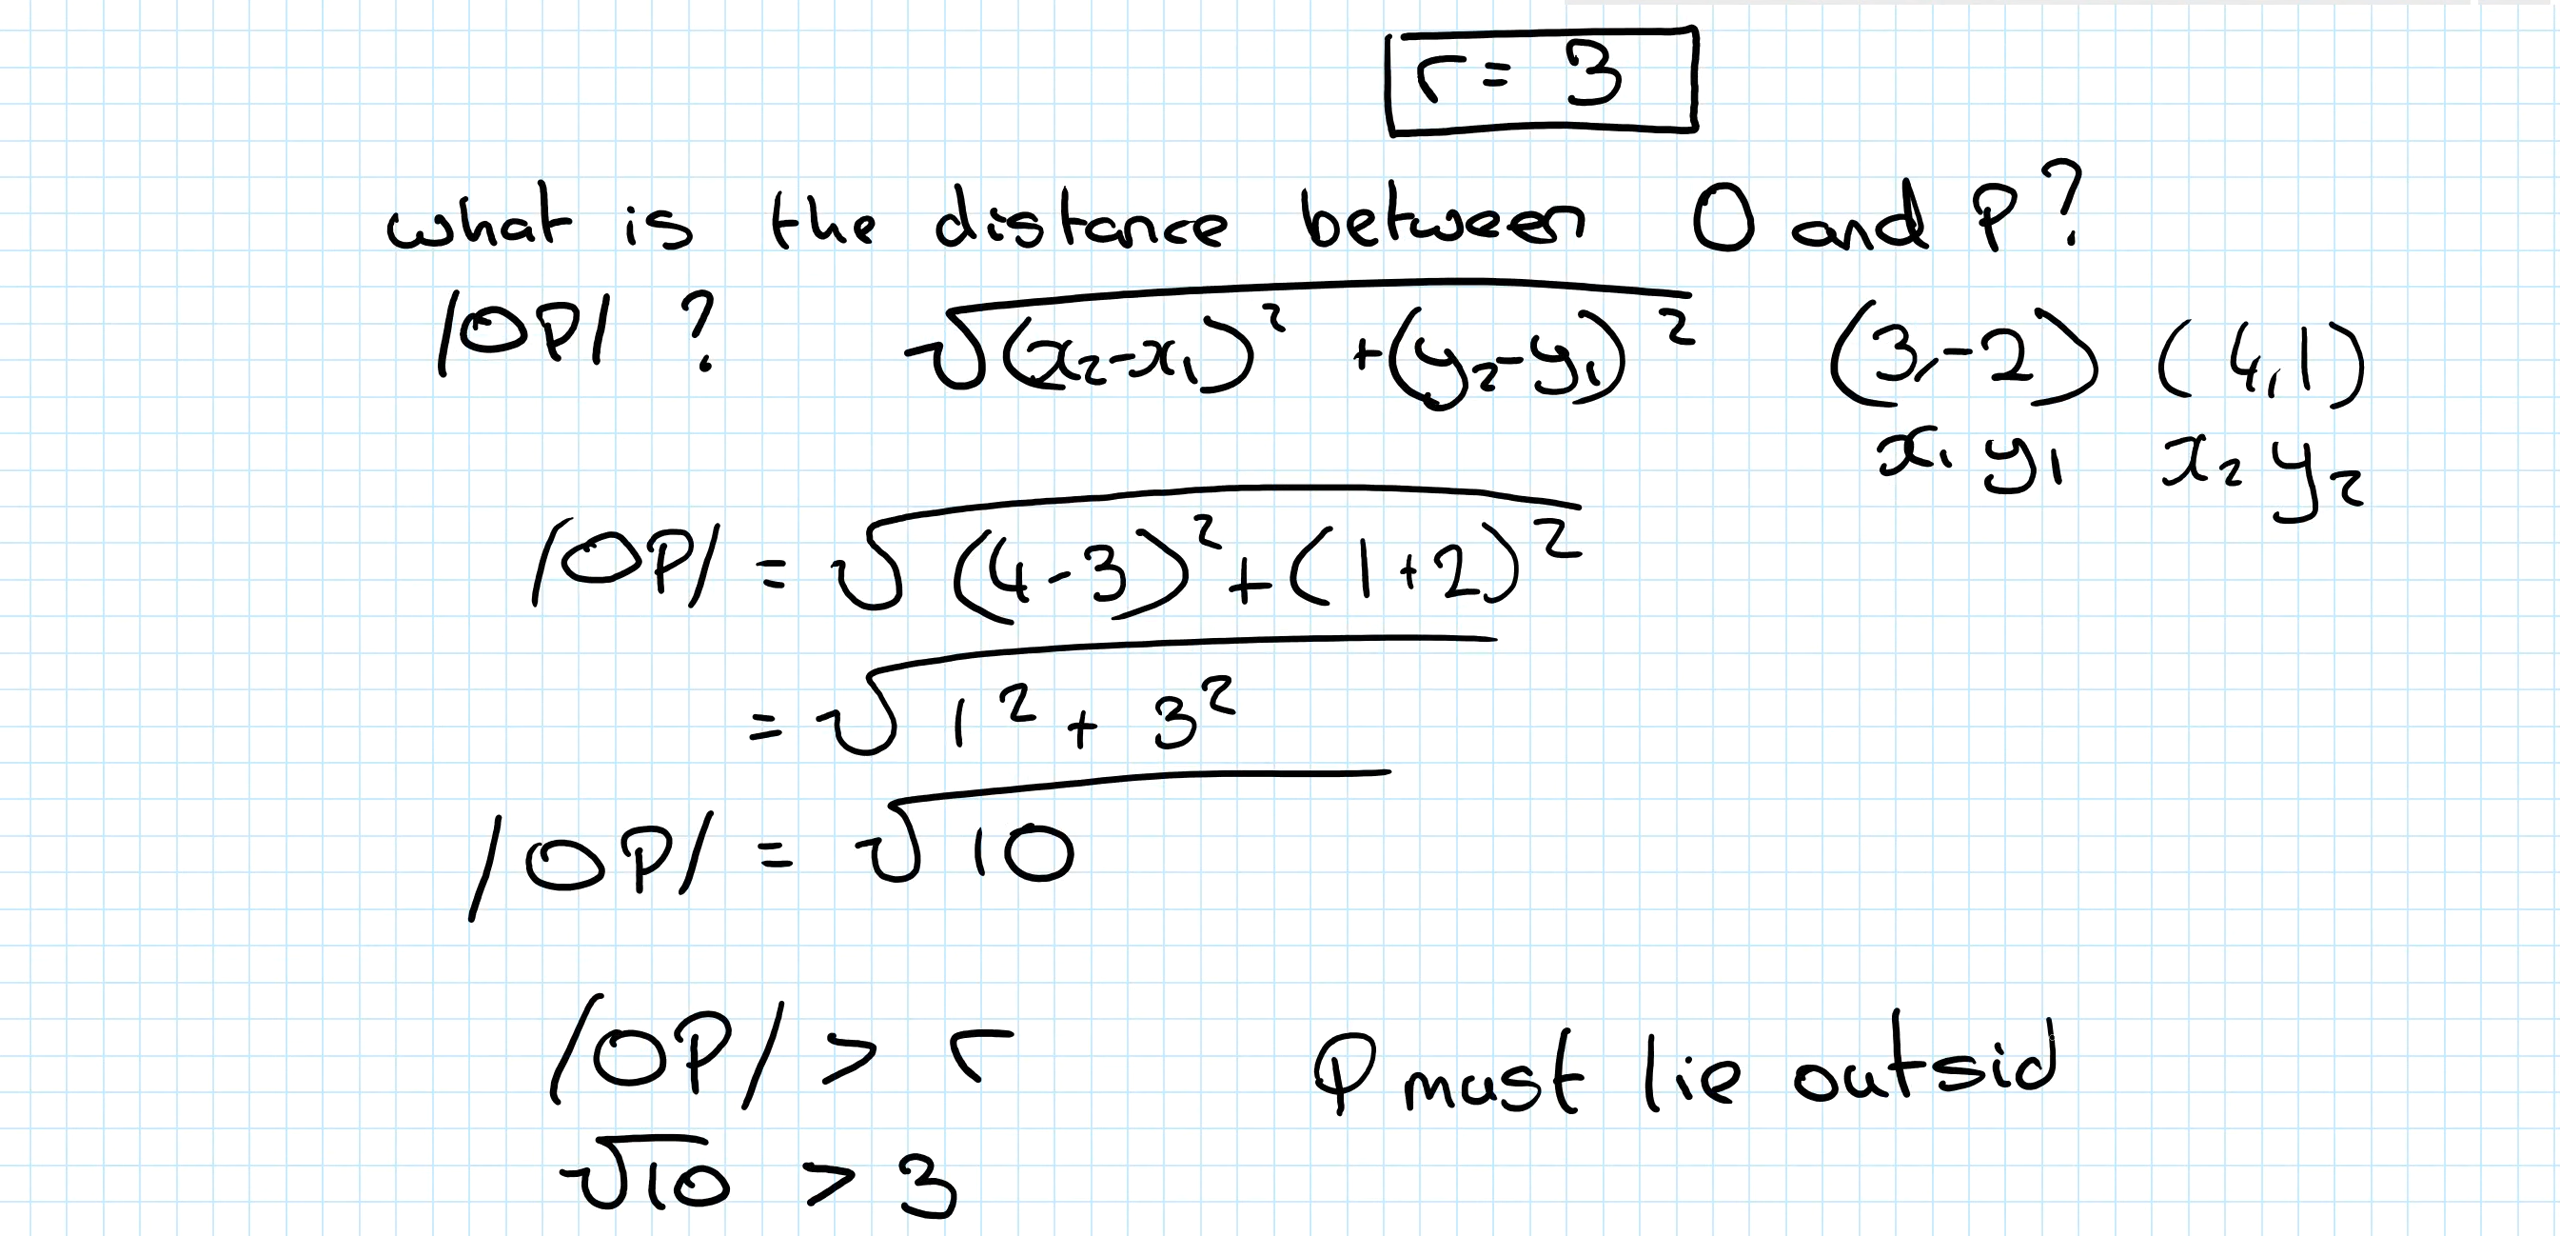 r = 3
what is the distance between O and P?
|OP| ? √(x₂-x₁)² + (y₂-y₁)² (3,-2) (4,1)
x₁ y₁ x₂ y₂
|OP| = √(4-3)² + (1+2)²
= √1² + 3²
|OP| = √10
|OP| > r P must lie outsid
√10 > 3